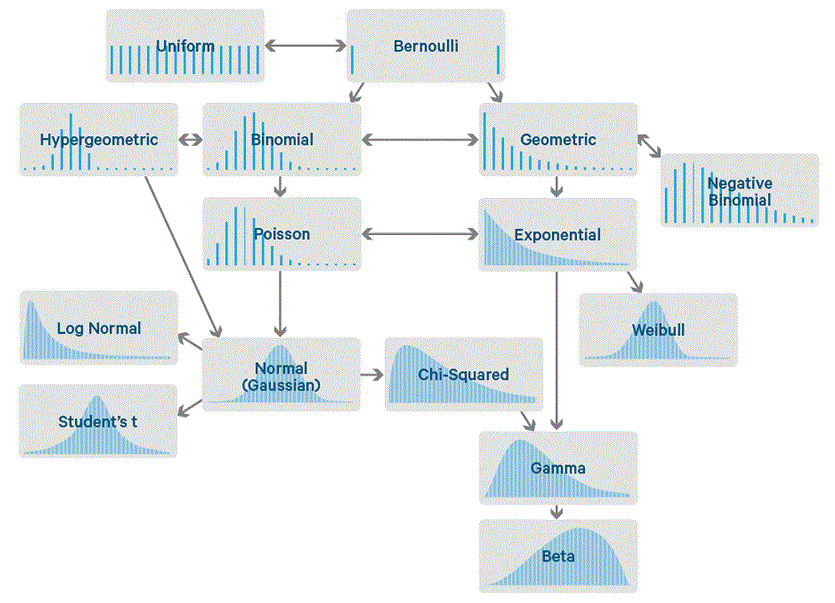 Uniform
Bernoulli
Hypergeometric
Binomial
Geometric
Negative
Binomial
Poisson
Exponential
Log Normal
Weibull
Normal
(Gaussian)
Chi-Squared
Student's t
Gamma
Beta